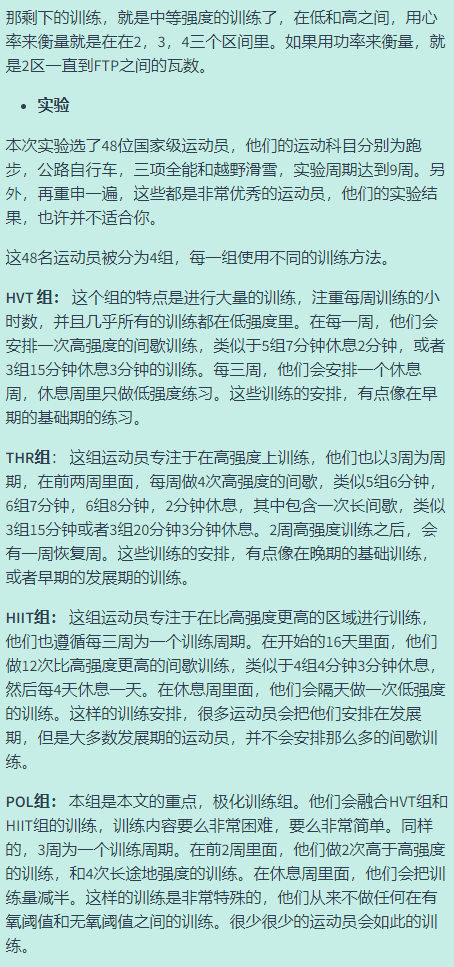 那剩下的训练，就是中等强度的训练了，在低和高之间，用心
率来衡量就是在在2，3，4三个区间里。如果用功率来衡量，就
是2区一直到FTP之间的瓦数。
• 实验
本次实验选了48位国家级运动员，他们的运动科目分别为跑
步，公路自行车，三项全能和越野滑雪，实验周期达到9周。另
外，再重申一遍，这些都是非常优秀的运动员，他们的实验结
果，也许并不适合你。
这48名运动员被分为4组，每一组使用不同的训练方法。
HVT 组： 这个组的特点是进行大量的训练，注重每周训练的小
时数，并且几乎所有的训练都在低强度里。在每一周，他们会
安排一次高强度的间歇训练，类似于5组7分钟休息2分钟，或者
3组15分钟休息3分钟的训练。每三周，他们会安排一个休息
周，休息周里只做低强度练习。这些训练的安排，有点像在早
期的基础期的练习。
THR组： 这组运动员专注于在高强度上训练，他们也以3周为周
期，在前两周里面，每周做4次高强度的间歇，类似5组6分钟，
6组7分钟，6组8分钟，2分钟休息，其中包含一次长间歇，类似
3组15分钟或者3组20分钟3分钟休息。2周高强度训练之后，会
有一周恢复周。这些训练的安排，有点像在晚期的基础训练，
或者早期的发展期的训练。
HIIT组： 这组运动员专注于在比高强度更高的区域进行训练，
他们也遵循每三周为一个训练周期。在开始的16天里面，他们
做12次比高强度更高的间歇训练，类似于4组4分钟3分钟休息，
然后每4天休息一天。在休息周里面，他们会隔天做一次低强度
的训练。这样的训练安排，很多运动员会把他们安排在发展
期，但是大多数发展期的运动员，并不会安排那么多的间歇训
练。
POL组： 本组是本文的重点，极化训练组。他们会融合HVT组和
HIIT组的训练，训练内容要么非常困难，要么非常简单。同样
的，3周为一个训练周期。在前2周里面，他们做2次高于高强度
的训练，和4次长途地强度的训练。在休息周里面，他们会把训
练量减半。这样的训练是非常特殊的，他们从来不做任何在有
氧阈值和无氧阈值之间的训练。很少很少的运动员会如此的训
练。